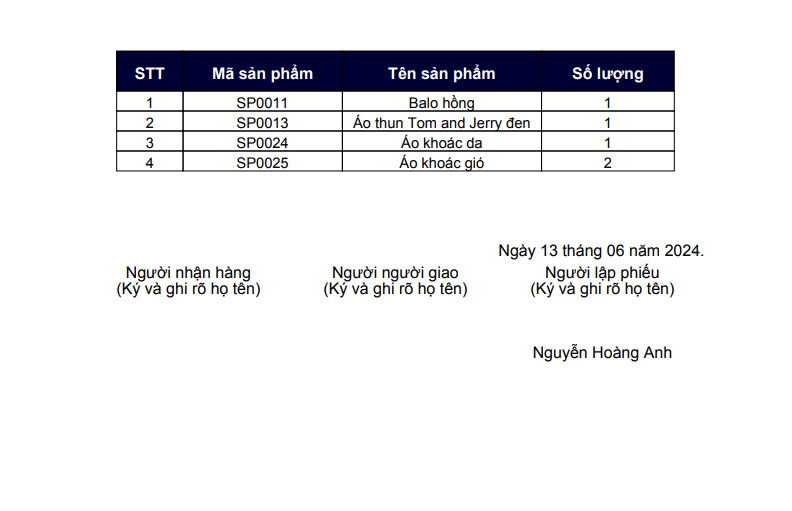 STT Mã sản phẩm Tên sản phẩm Số lượng
1 SP0011 Balo hồng 1
2 SP0013 Áo thun Tom and Jerry đen 1
3 SP0024 Áo khoác da 1
4 SP0025 Áo khoác gió 2
Ngày 13 tháng 06 năm 2024.
Người nhận hàng Người người giao Người lập phiếu
(Ký và ghi rõ họ tên) (Ký và ghi rõ họ tên) (Ký và ghi rõ họ tên)
Nguyễn Hoàng Anh